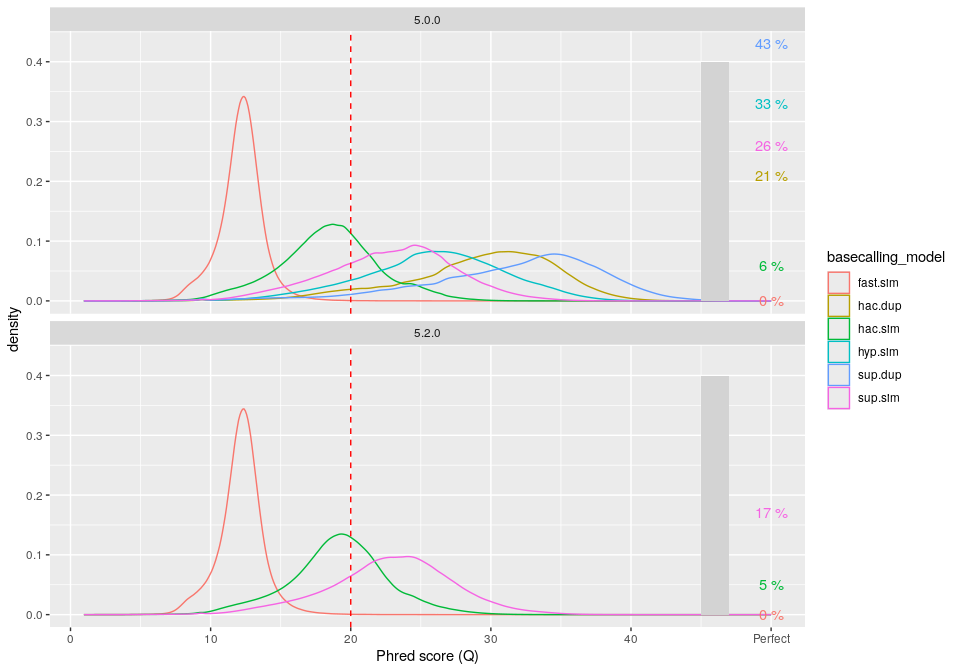 5.0.0
43 %
0.4
33 %
0.3
26 %
21 %
0.2
0.1
6 %
0.0
0 %
density
5.2.0
0.4
0.3
0.2
17 %
0.1
5 %
0.0
0 %
0 10 20 30 40 Perfect
Phred score (Q)
basecalling_model
fast.sim
hac.dup
hac.sim
hyp.sim
sup.dup
sup.sim